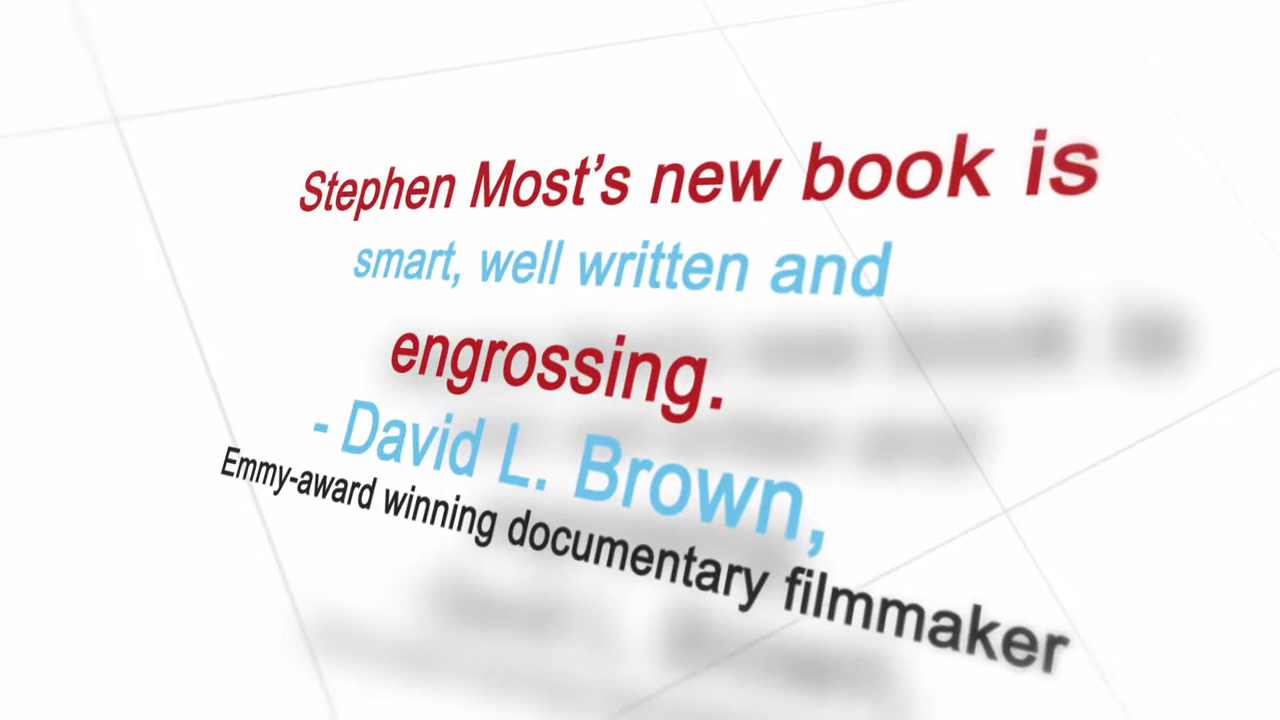 Stephen Most’s new book is
smart, well written and
engrossing.
- David L. Brown,
Emmy-award winning documentary filmmaker